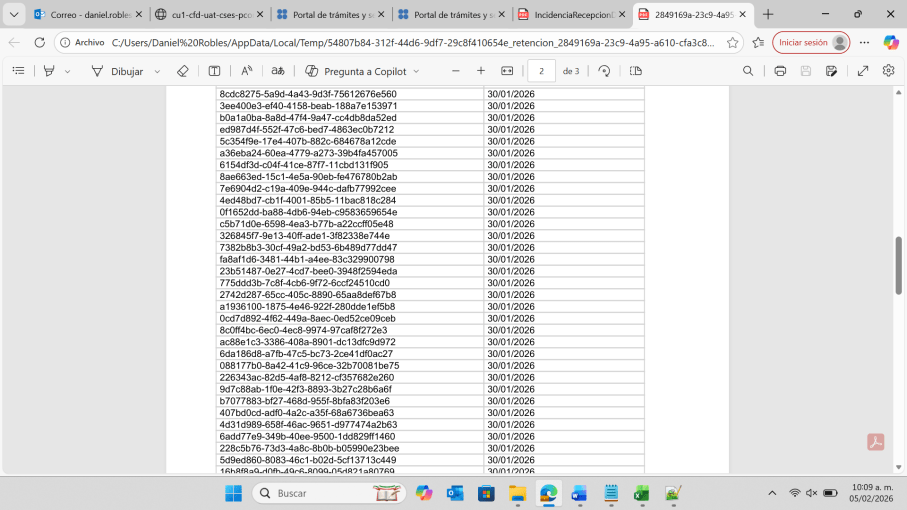 Correo - daniel.robles
cu1-cfd-uat-cses-pco
Portal de trámites y se
Portal de trámites y se
IncidenciaRecepcion
2849169a-23c9-4a95
Archivo C:/Users/Daniel%20Robles/AppData/Local/Temp/54807b84-312f-44d6-9df7-29c8f410654e_retencion_2849169a-23c9-4a95-a610-cfa3c8...
Iniciar sesión
Dibujar
Pregunta a Copilot
2 de 3
8cdc8275-5a9d-4a43-9d3f-75612676e560 30/01/2026
3ee400e3-ef40-4158-beab-188a7e153971 30/01/2026
b0a1a0ba-8a8d-47f4-9a47-cc4db8da52ed 30/01/2026
ed987d4f-552f-47c6-bed7-4863ec0b7212 30/01/2026
5c354f9e-17e4-407b-882c-684678a12cde 30/01/2026
a36eba24-60ea-4779-a273-39b4fa457005 30/01/2026
6154df3d-c04f-41ce-87f7-11cbd131f905 30/01/2026
8ae663ed-15c1-4e5a-90eb-fe476780b2ab 30/01/2026
7e6904d2-c19a-409e-944c-dafb77992cee 30/01/2026
4ed48bd7-cb1f-4001-85b5-11bac818c284 30/01/2026
0f1652dd-ba88-4db6-94eb-c9583659654e 30/01/2026
c5b71d0e-6598-4ea3-b77b-a22ccff05e48 30/01/2026
326845f7-9e13-40ff-ade1-3f82338e744e 30/01/2026
7382b8b3-30cf-49a2-bd53-6b489d77dd47 30/01/2026
fa8af1d6-3481-44b1-a4ee-83c329900798 30/01/2026
23b51487-0e27-4cd7-bee0-3948f2594eda 30/01/2026
775ddd3b-7c8f-4cb6-9f72-6ccf24510cd0 30/01/2026
2742d287-65cc-405c-8890-65aa8def67b8 30/01/2026
a1936100-1875-4e46-922f-280dde1ef5b8 30/01/2026
0cd7d892-4f62-449a-8aec-0ed52ce09ceb 30/01/2026
8c0ff4bc-6ec0-4ec8-9974-97caf8f272e3 30/01/2026
ac88e1c3-3386-408a-8901-dc13dfc9d972 30/01/2026
6da186d8-a7fb-47c5-bc73-2ce41df0ac27 30/01/2026
088177b0-8a42-41c9-96ce-32b70081be75 30/01/2026
226343ac-82d5-4af8-8212-cf357682e260 30/01/2026
9d7c88ab-1f0e-42f3-8893-3b27c28b6a6f 30/01/2026
b7077883-bf27-468d-955f-8bfa83f203e6 30/01/2026
407bd0cd-adf0-4a2c-a35f-68a6736bea63 30/01/2026
4d31d989-658f-46ac-9651-d977474a2b63 30/01/2026
6add77e9-349b-40ee-9500-1dd829ff1460 30/01/2026
228c5b76-73d3-4a8c-8b0b-b05990e23bee 30/01/2026
5d9ed860-8083-46c1-b02d-5cf13713c449 30/01/2026
16b8f8a9-d0fb-49c6-8099-05d821a80769 30/01/2026
Buscar
10:09 a. m.
05/02/2026